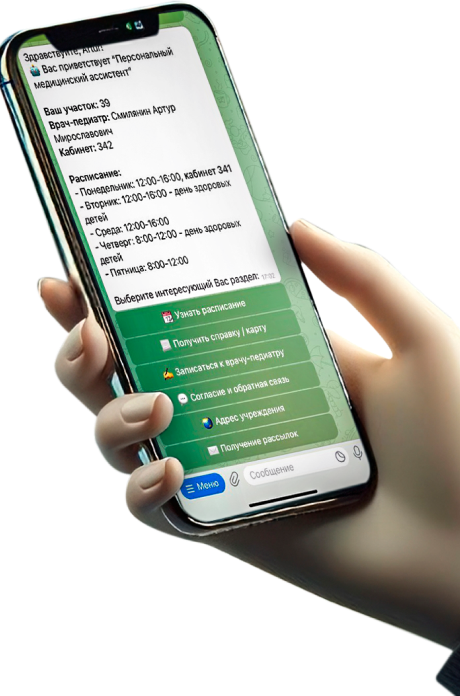 Здравствуйте, Artur!
🤖 Вас приветствует "Персональный
медицинский ассистент"
Ваш участок: 39
Врач-педиатр: Смилянин Артур
Мирославович
Кабинет: 342
Расписание:
- Понедельник: 12:00-16:00, кабинет 341
- Вторник: 12:00-16:00 - день здоровых
детей
- Среда: 12:00-16:00
- Четверг: 8:00-12:00 - день здоровых
детей
- Пятница: 8:00-12:00
Выберите интересующий Вас раздел:
Узнать расписание
Получить справку / карту
Записаться к врачу-педиатру
Согласие и обратная связь
Адрес учреждения
Получение рассылок
Меню
Сообщение